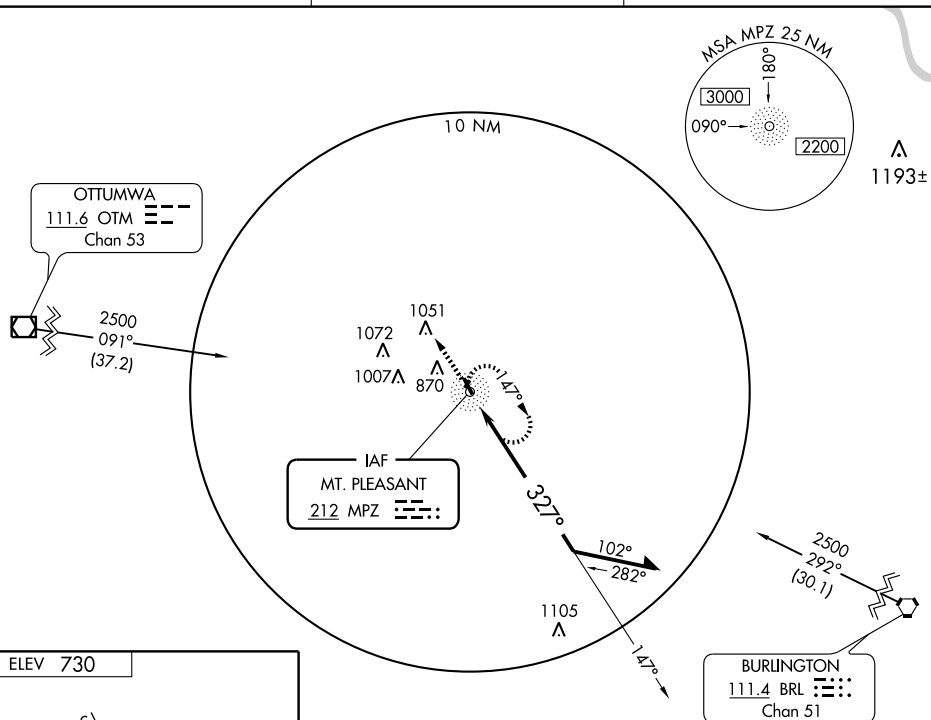 MSA MPZ 25 NM
180°
3000
090°
2200
1193±
10 NM
OTTUMWA
111.6 OTM
Chan 53
2500
091°
(37.2)
1051
1072
1007
870
147°
IAF
MT. PLEASANT
212 MPZ
327°
102°
282°
2500
292°
(30.1)
1105
147°
BURLINGTON
111.4 BRL
Chan 51
ELEV 730